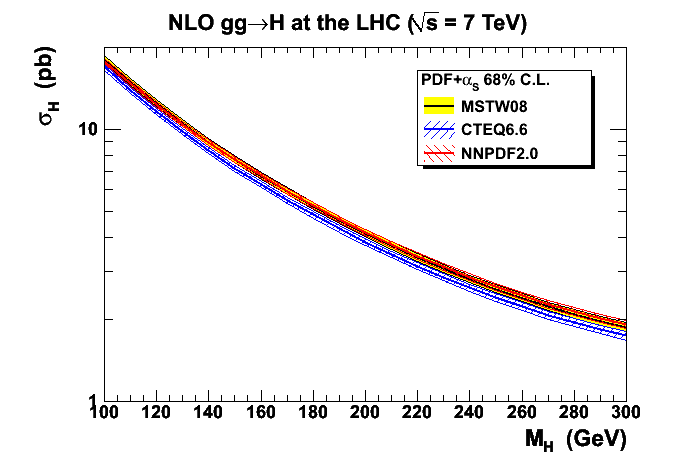 NLO gg→H at the LHC (√s = 7 TeV)
σH (pb)
PDF+αS 68% C.L.
MSTW08
CTEQ6.6
NNPDF2.0
10
1
100 120 140 160 180 200 220 240 260 280 300
MH (GeV)